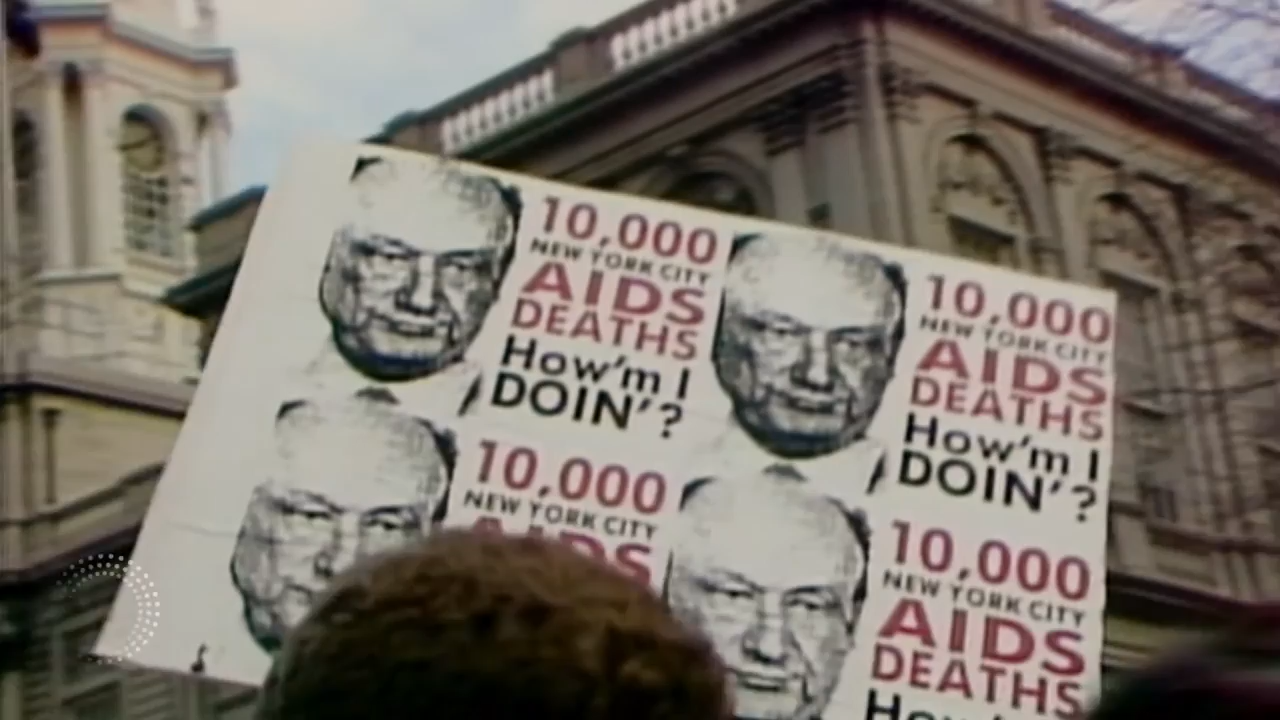 10,000
NEW YORK CITY
AIDS
DEATHS
How'm I
DOIN'?
10,000
NEW YORK CITY
AIDS
DEATHS
How'm I
DOIN'?
10,000
NEW YORK CITY
AIDS
10,000
NEW YORK CITY
AIDS
DEATHS